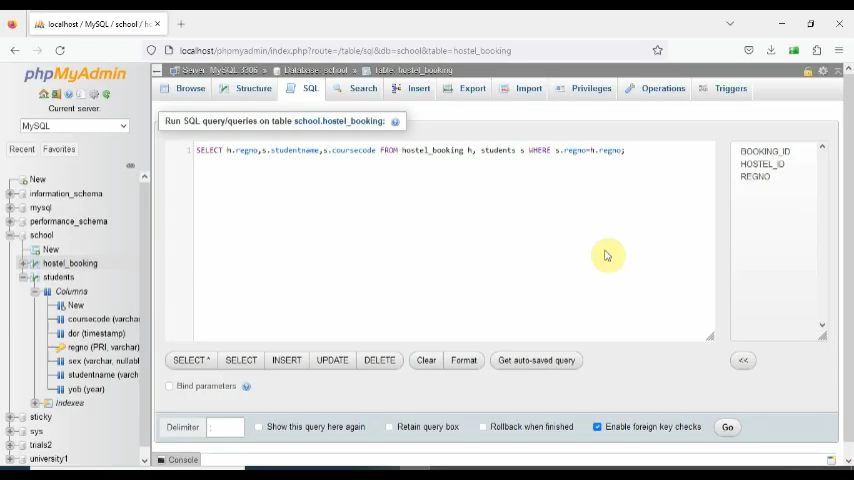 localhost / MySQL / school / ho
localhost/phpmyadmin/index.php?route=/table/sql&db=school&table=hostel_booking
phpMyAdmin
Current server:
MySQL
Recent Favorites
New
information_schema
mysql
performance_schema
school
New
hostel_booking
students
Columns
New
coursecode (varchar
dor (timestamp)
regno (PRI, varchar)
sex (varchar, nullabl
studentname (varch
yob (year)
Indexes
sticky
sys
trials2
university1
Server: MySQL:3306 » Database: school » Table: hostel_booking
Browse Structure SQL Search Insert Export Import Privileges Operations Triggers
Run SQL query/queries on table school.hostel_booking:
1 SELECT h.regno,s.studentname,s.coursecode FROM hostel_booking h, students s WHERE s.regno=h.regno;
BOOKING_ID
HOSTEL_ID
REGNO
SELECT * SELECT INSERT UPDATE DELETE Clear Format Get auto-saved query <<
Bind parameters
Delimiter ; Show this query here again Retain query box Rollback when finished Enable foreign key checks Go
Console